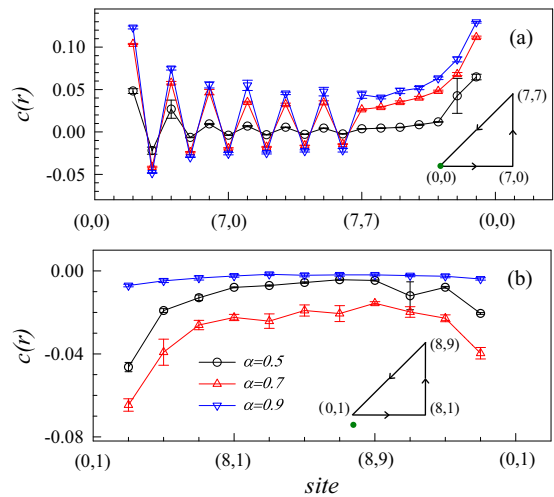 (a)
c(r)
0.10
0.05
0.00
-0.05
(7,7)
(0,0)
(7,0)
(0,0)
(7,0)
(7,7)
(0,0)
(b)
c(r)
0.00
-0.04
-0.08
α=0.5
α=0.7
α=0.9
(8,9)
(0,1)
(8,1)
(0,1)
(8,1)
(8,9)
(0,1)
site